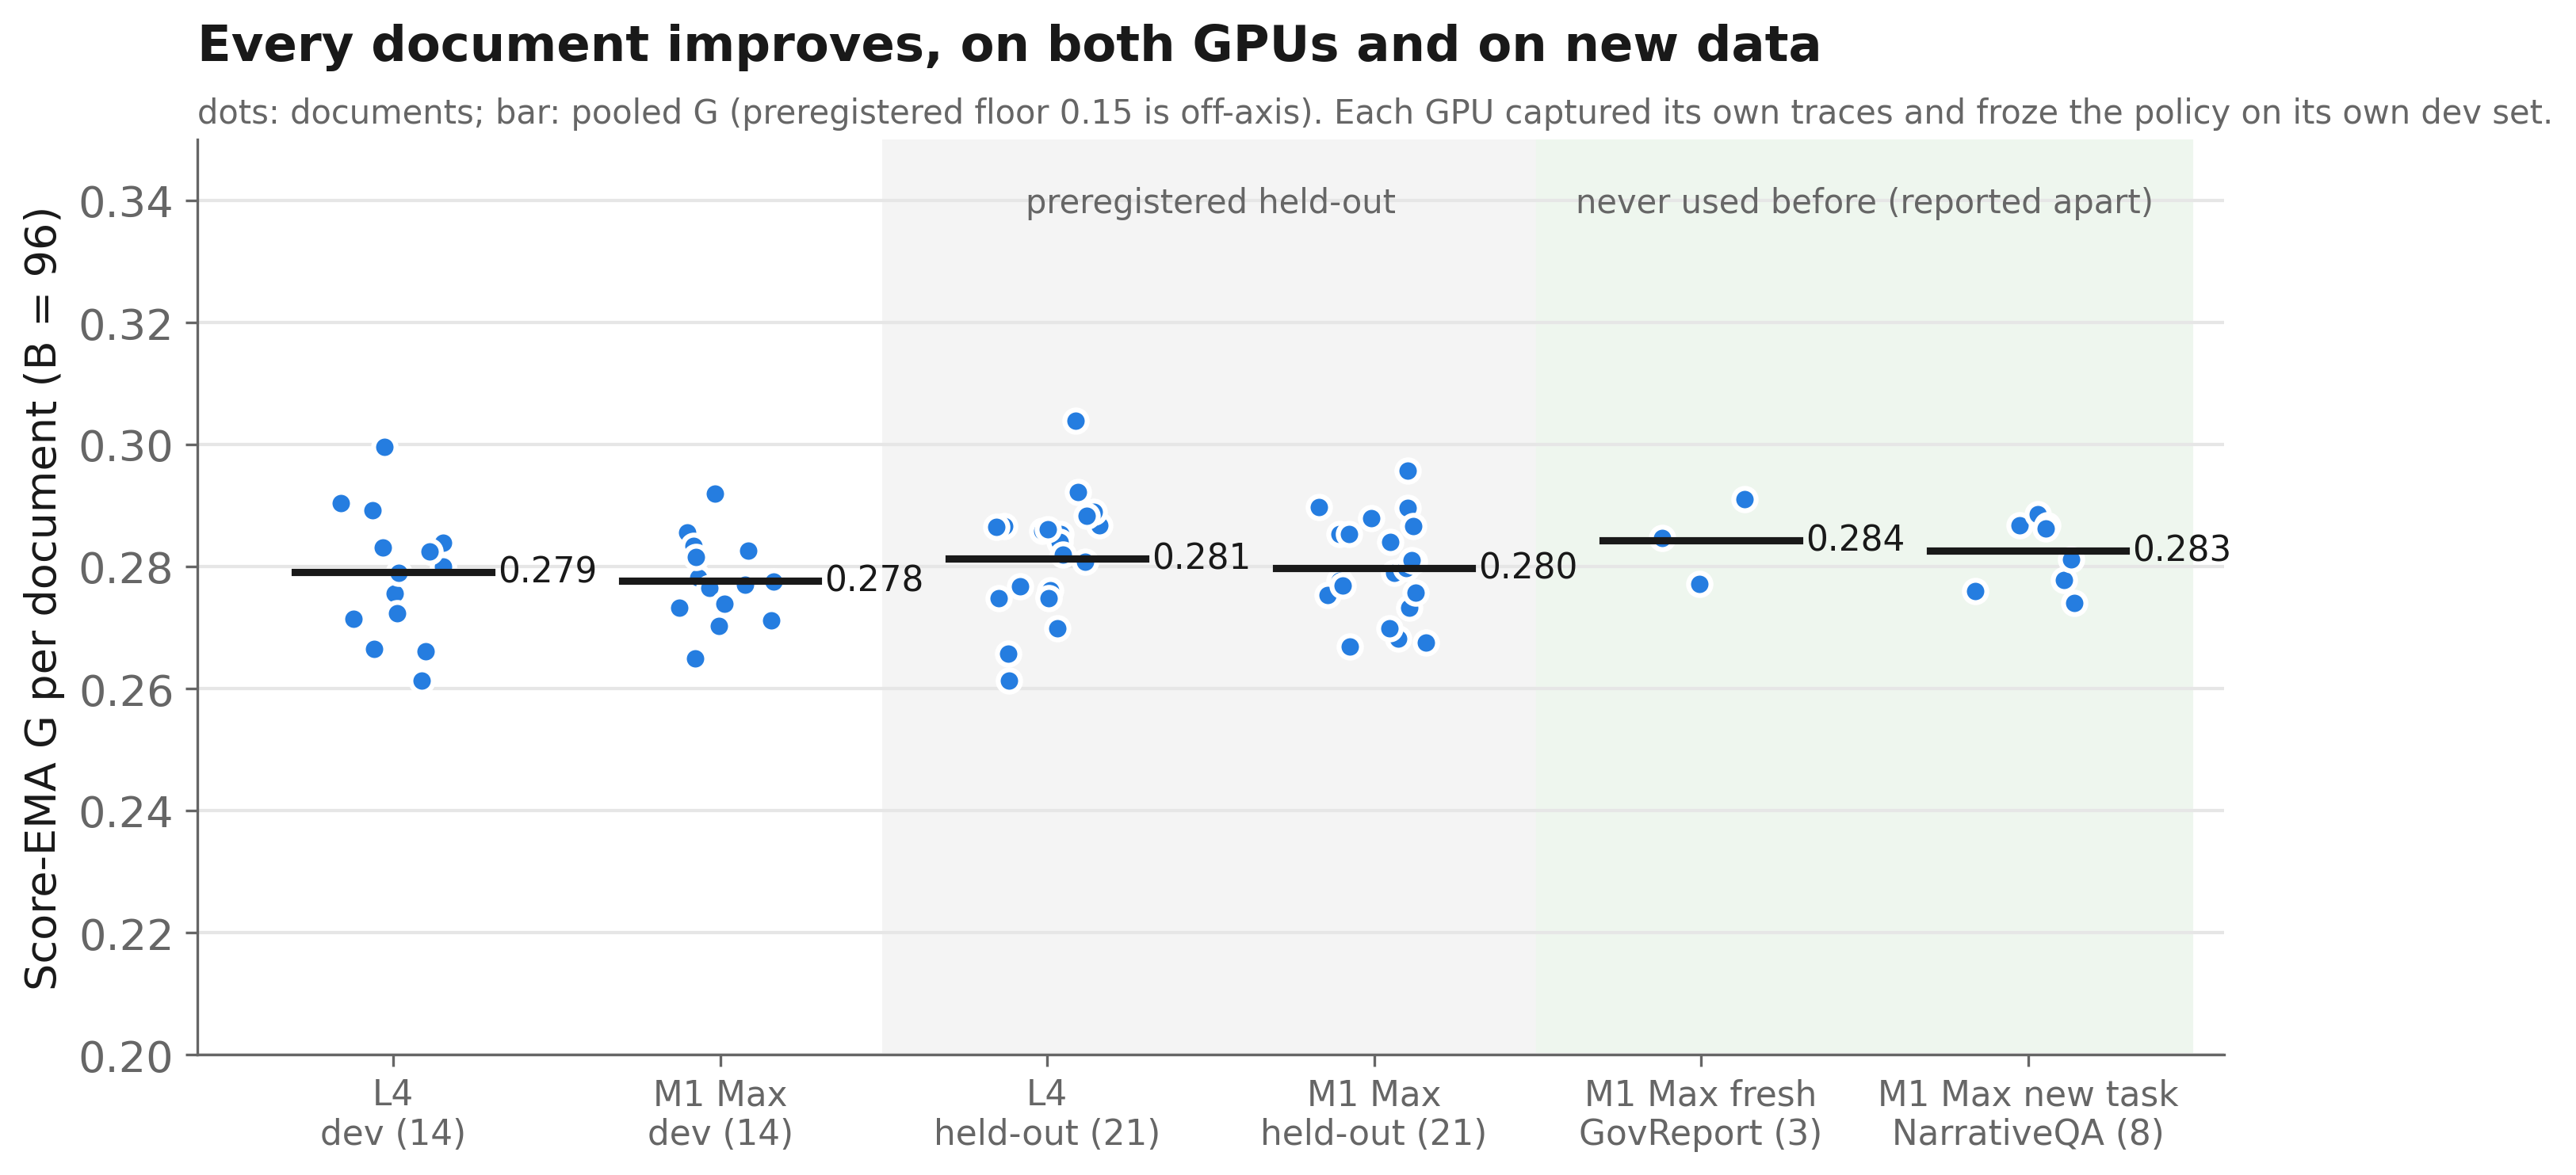 Every document improves, on both GPUs and on new data
dots: documents; bar: pooled G (preregistered floor 0.15 is off-axis). Each GPU captured its own traces and froze the policy on its own dev set.
Score-EMA G per document (B = 96)
0.34
0.32
0.30
0.28
0.26
0.24
0.22
0.20
preregistered held-out
never used before (reported apart)
0.279
0.278
0.281
0.280
0.284
0.283
L4
dev (14)
M1 Max
dev (14)
L4
held-out (21)
M1 Max
held-out (21)
M1 Max fresh
GovReport (3)
M1 Max new task
NarrativeQA (8)